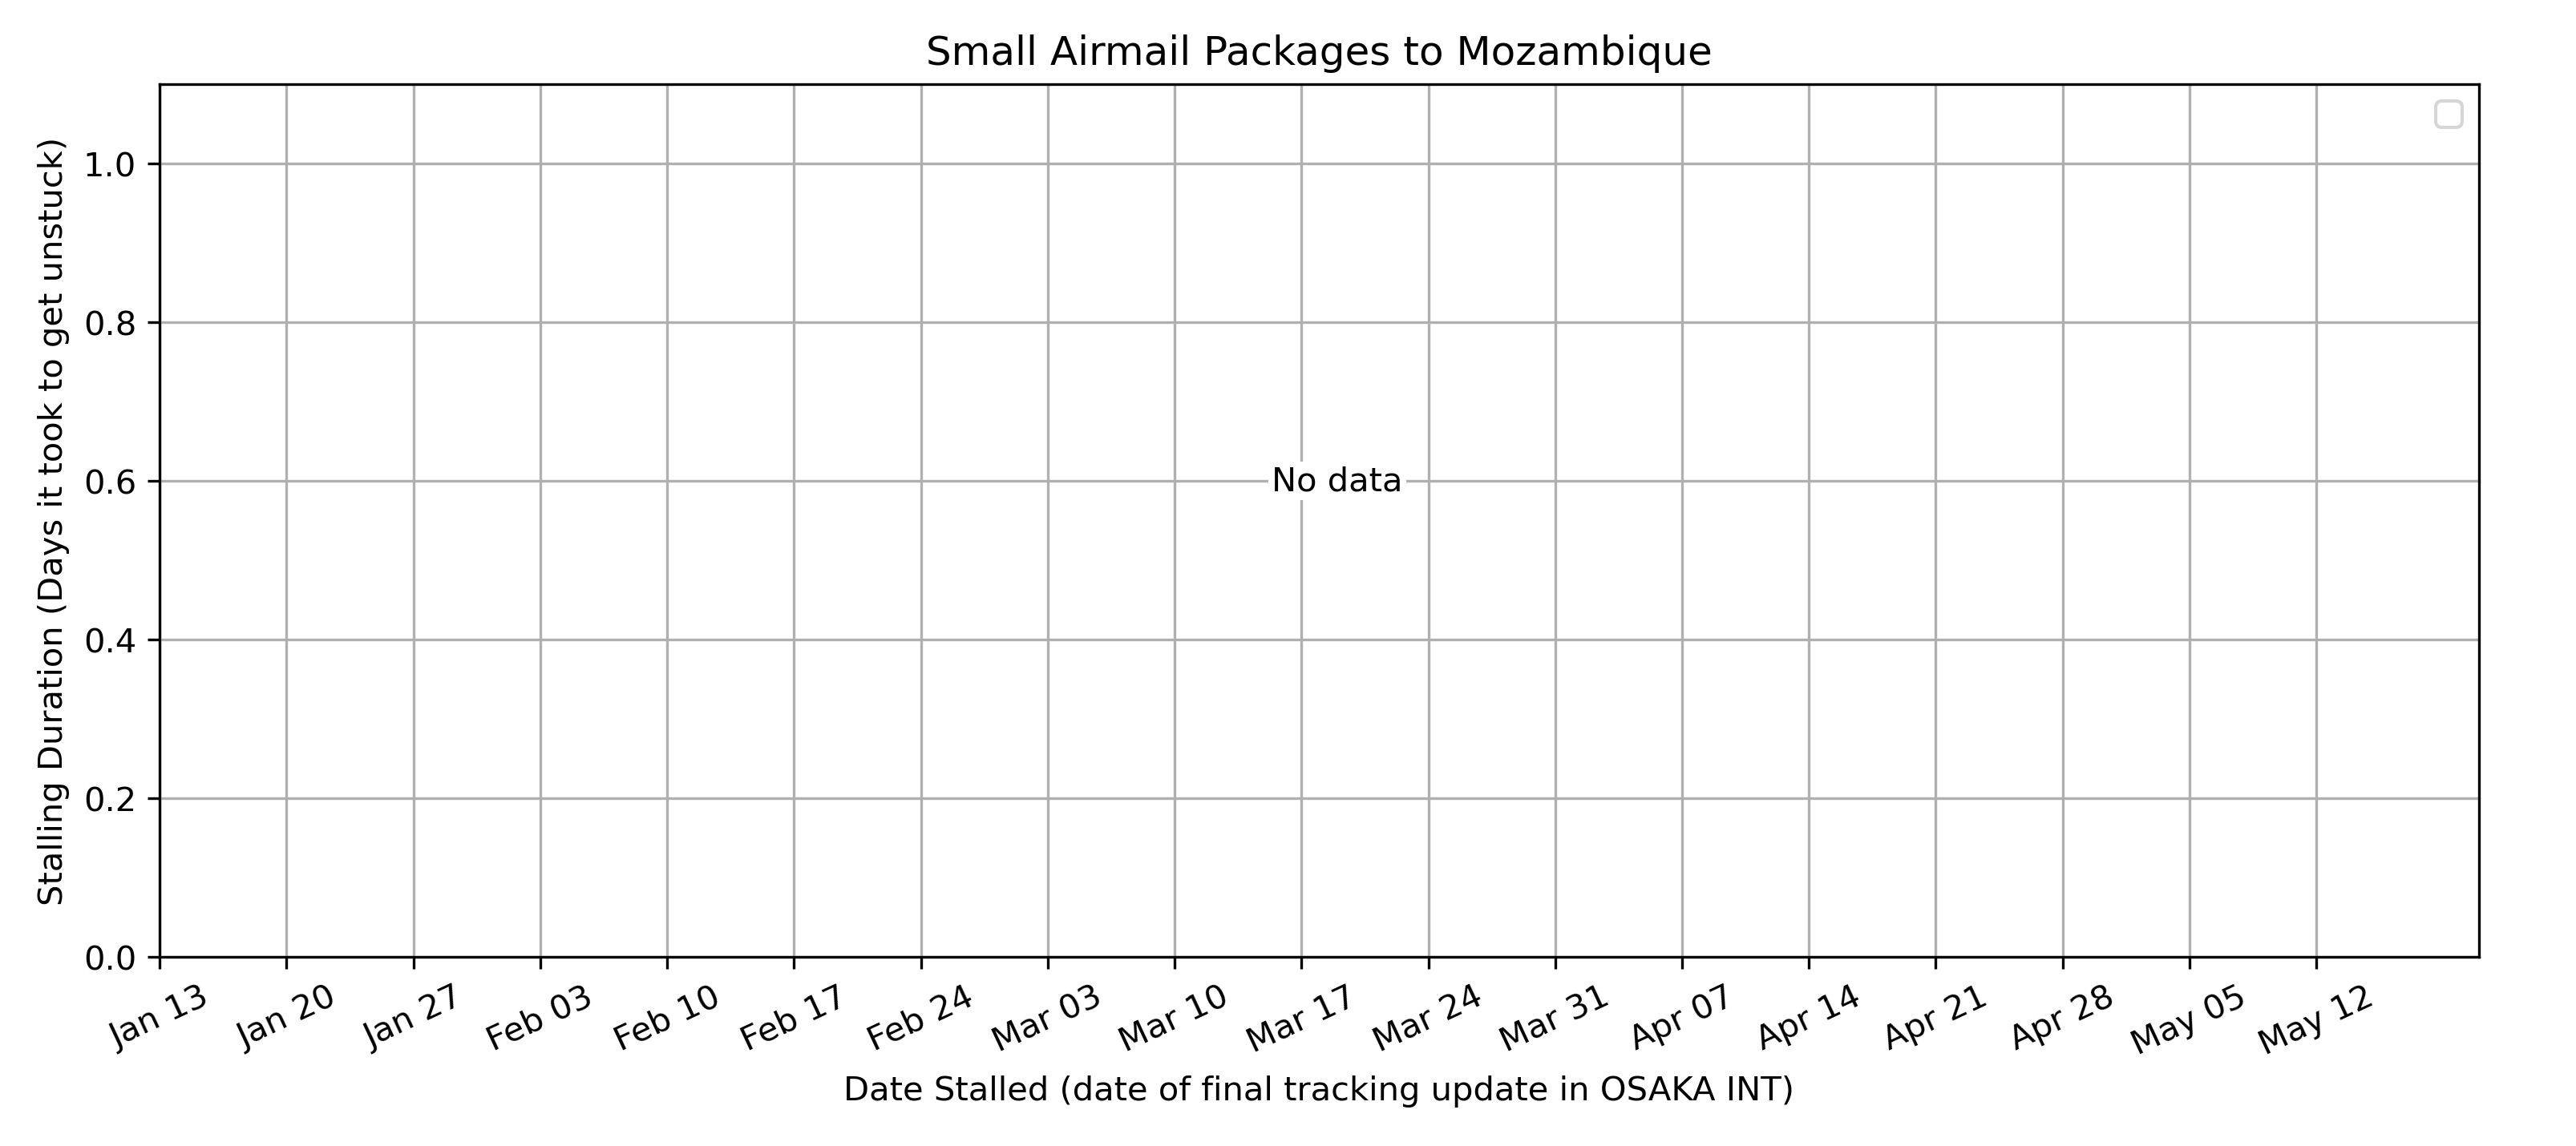 Small Airmail Packages to Mozambique
Stalling Duration (Days it took to get unstuck)
1.0
0.8
0.6
0.4
0.2
0.0
No data
Jan 13
Jan 20
Jan 27
Feb 03
Feb 10
Feb 17
Feb 24
Mar 03
Mar 10
Mar 17
Mar 24
Mar 31
Apr 07
Apr 14
Apr 21
Apr 28
May 05
May 12
Date Stalled (date of final tracking update in OSAKA INT)